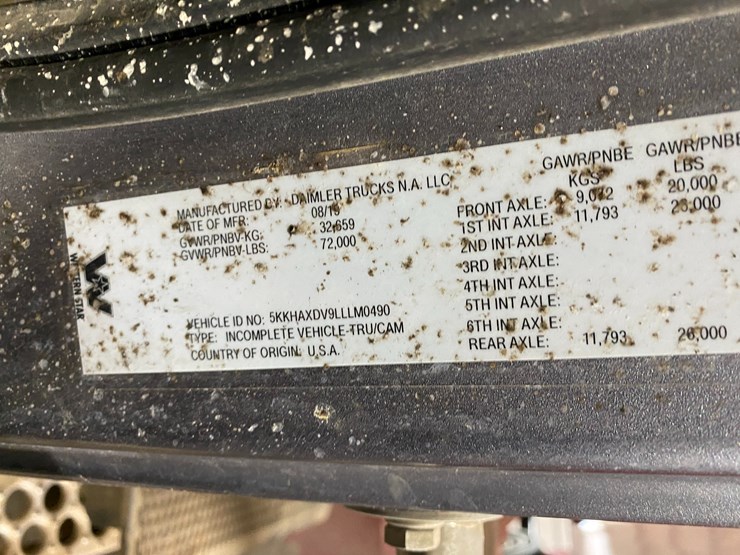 WESTERN STAR
MANUFACTURED BY: DAIMLER TRUCKS N.A. LLC
DATE OF MFR: 08/19
GVWR/PNBV-KG: 32,659
GVWR/PNBV-LBS: 72,000
VEHICLE ID NO: 5KKHAXDV9LLLM0490
TYPE: INCOMPLETE VEHICLE-TRU/CAM
COUNTRY OF ORIGIN: U.S.A.
GAWR/PNBE GAWR/PNBE
KGS LBS
FRONT AXLE: 9,072 20,000
1ST INT AXLE: 11,793 26,000
2ND INT AXLE:
3RD INT AXLE:
4TH INT AXLE:
5TH INT AXLE:
6TH INT AXLE:
REAR AXLE: 11,793 26,000